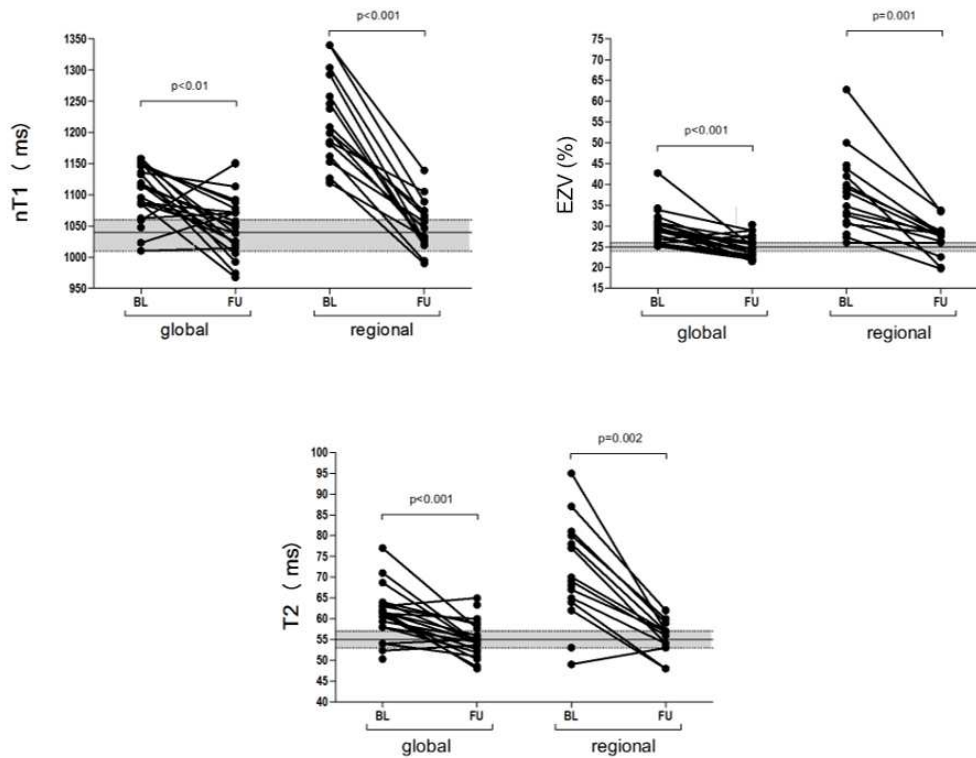 p<0.001
p<0.01
nT1 ( ms)
1350
1300
1250
1200
1150
1100
1050
1000
950
BL FU BL FU
global regional
p=0.001
p<0.001
EZV (%)
75
70
65
60
55
50
45
40
35
30
25
20
15
BL FU BL FU
global regional
p=0.002
p<0.001
T2 ( ms)
100
95
90
85
80
75
70
65
60
55
50
45
40
BL FU BL FU
global regional